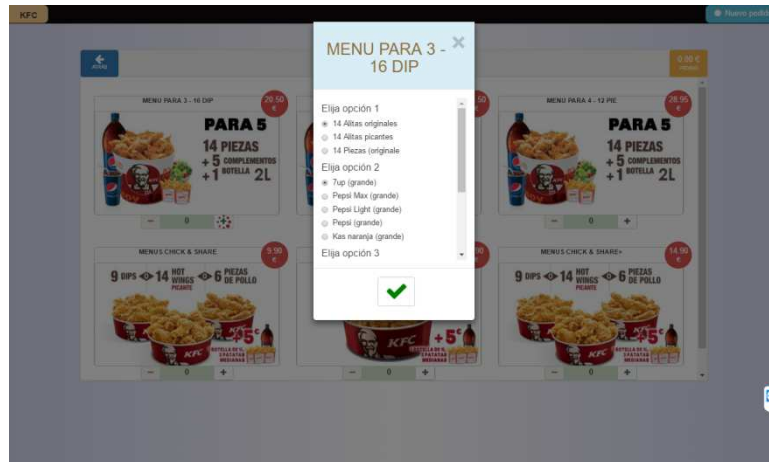 KFC
Nuevo pedido
MENU PARA 3 - 16 DIP
×
Elija opción 1
14 Alitas originales
14 Alitas picantes
14 Piezas (originale
Elija opción 2
7up (grande)
Pepsi Max (grande)
Pepsi Light (grande)
Pepsi (grande)
Kas naranja (grande)
Elija opción 3
0.00 €
MENU PARA 3 - 16 DIP
20.50 €
PARA 5
14 PIEZAS
+ 5 COMPLEMENTOS
+ 1 BOTELLA 2L
0
.50
MENU PARA 4 - 12 PIE
28.95 €
PARA 5
14 PIEZAS
+ 5 COMPLEMENTOS
+ 1 BOTELLA 2L
- 0 +
MENUS CHICK & SHARE
9.90 €
9 DIPS 14 HOT WINGS PICANTE 6 PIEZAS DE POLLO
KFC
+5€
- 0 +
KFC
+5€
- 0 +
MENUS CHICK & SHARE+
14.90 €
9 DIPS 14 HOT WINGS PICANTE 6 PIEZAS DE POLLO
KFC
+5€
- 0 +